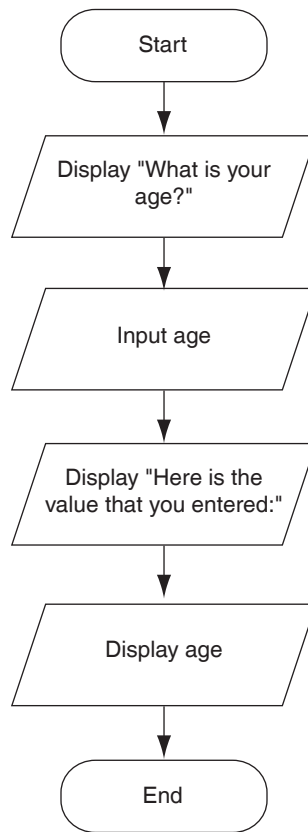 Start
Display "What is your
age?"
Input age
Display "Here is the
value that you entered:"
Display age
End